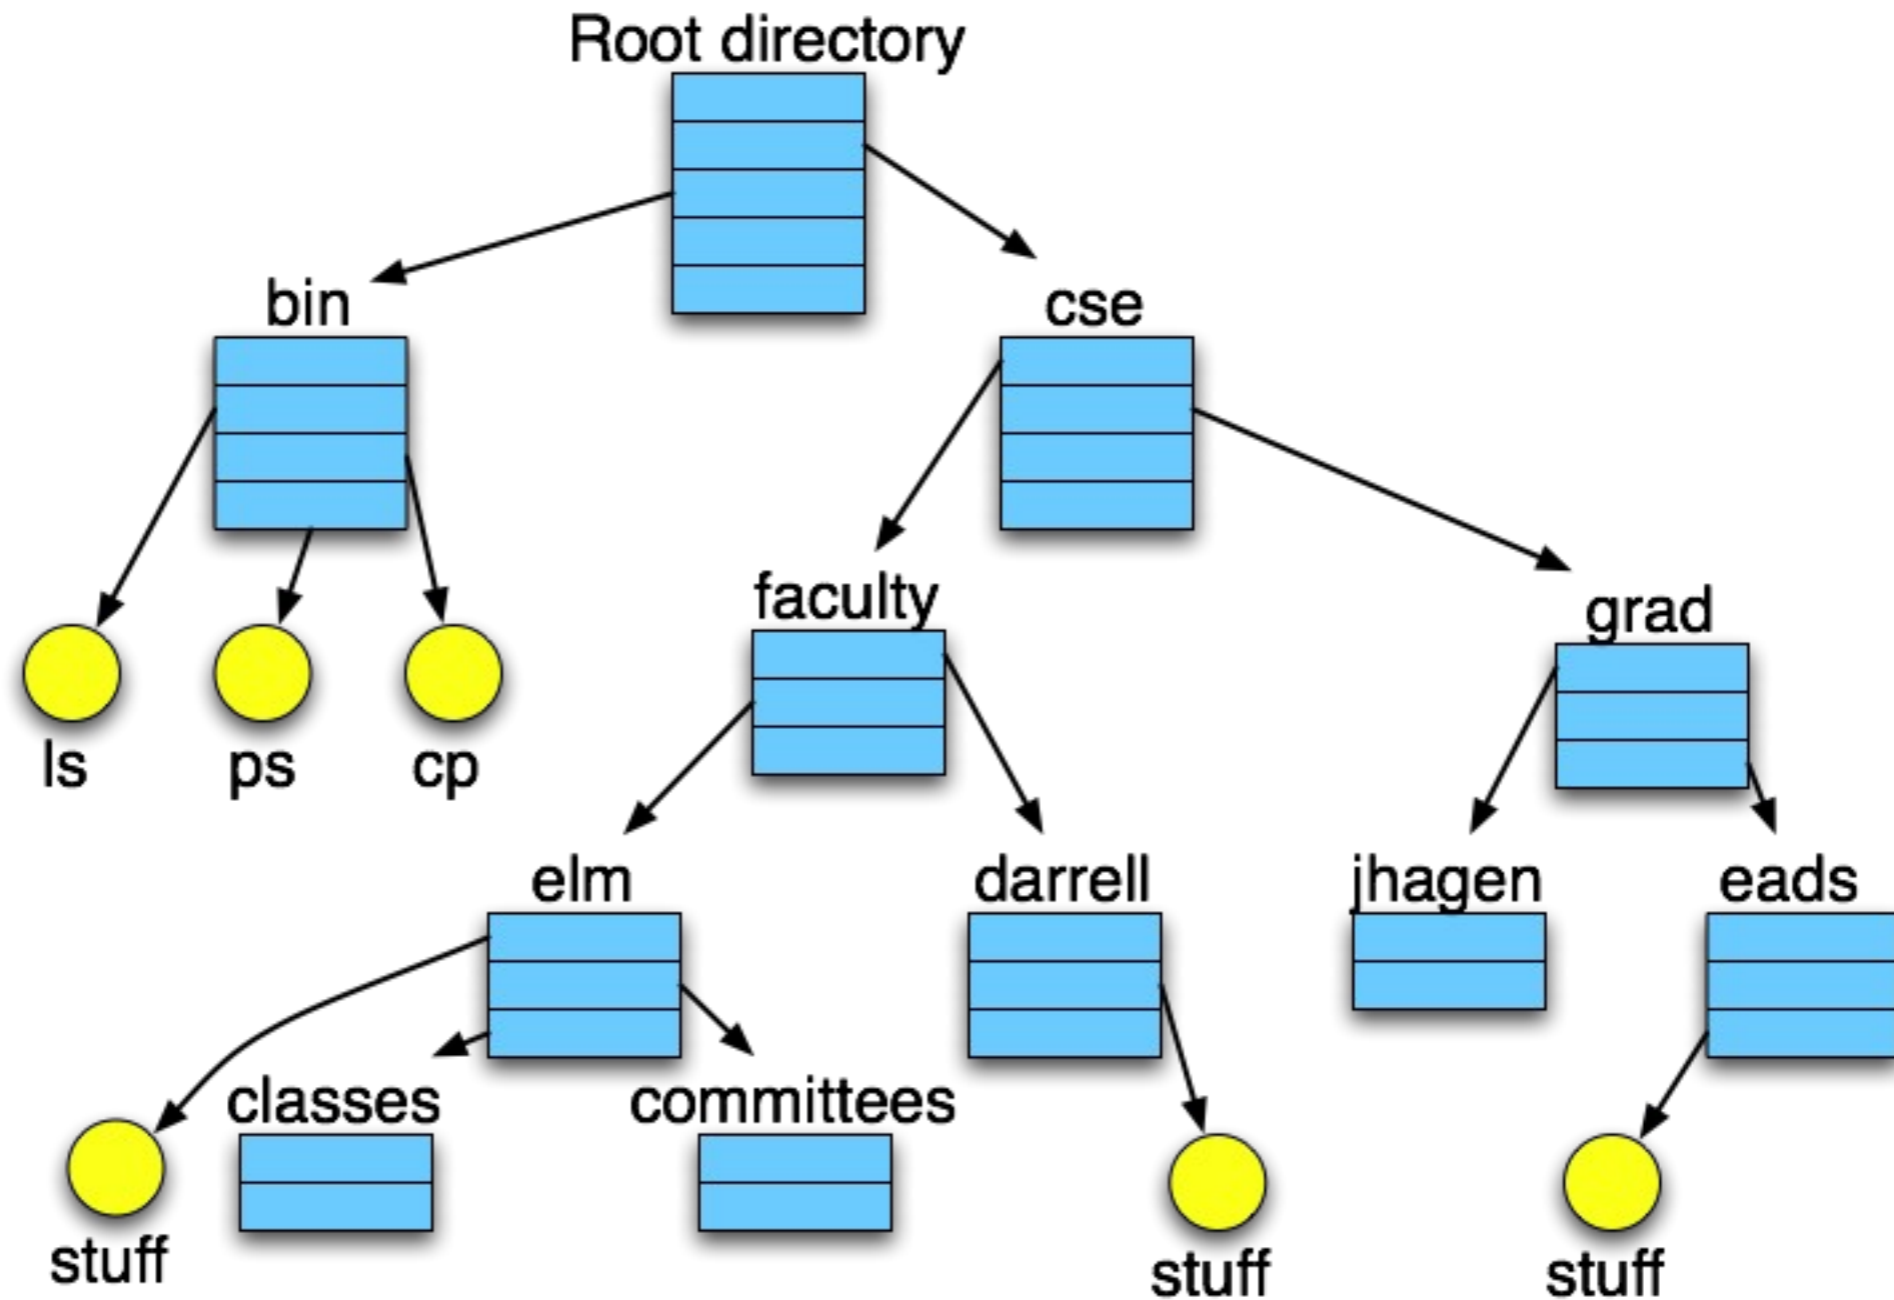 Root directory
bin
cse
faculty
grad
ls
ps
cp
elm
darrell
jhagen
eads
classes
committees
stuff
stuff
stuff